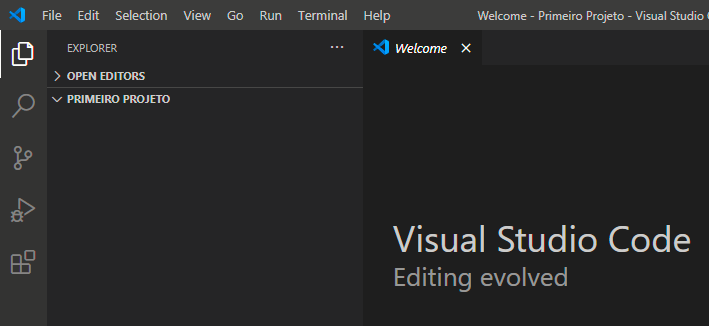 File Edit Selection View Go Run Terminal Help Welcome - Primeiro Projeto - Visual Studio
EXPLORER ...
Welcome
OPEN EDITORS
PRIMEIRO PROJETO
Visual Studio Code
Editing evolved